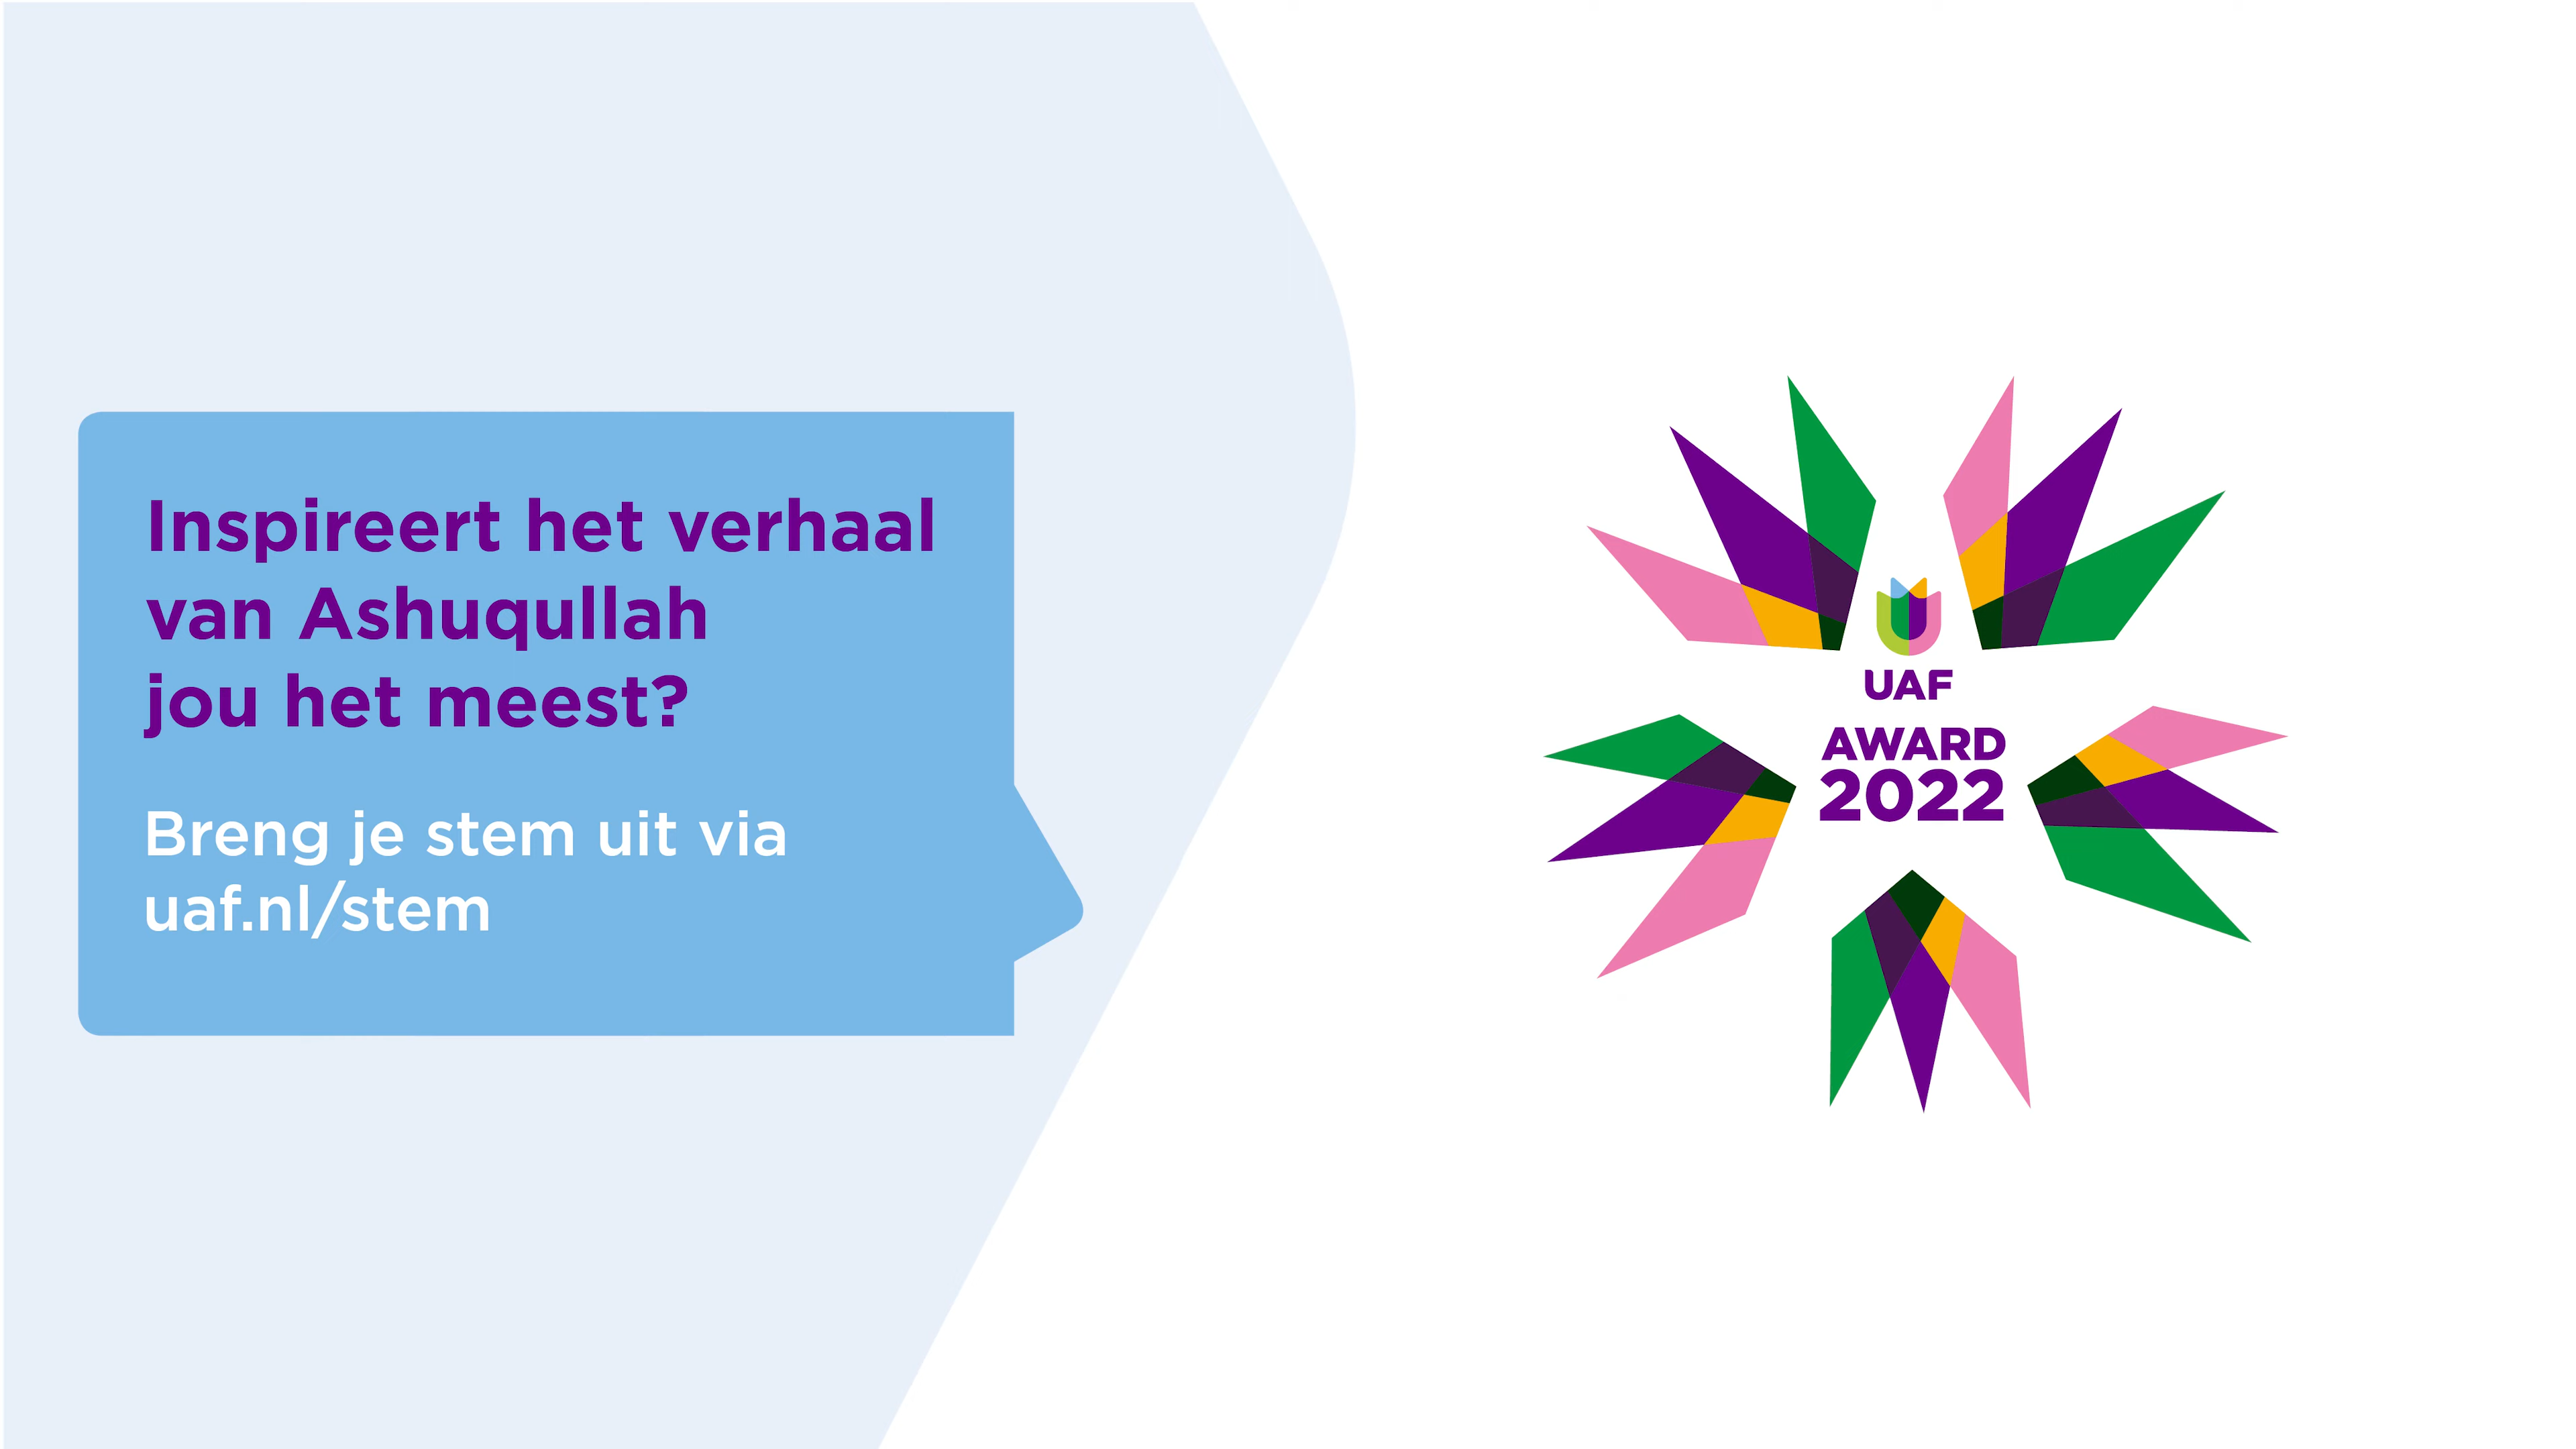 Inspireert het verhaal
van Ashuqullah
jou het meest?
Breng je stem uit via
uaf.nl/stem
UAF
AWARD
2022